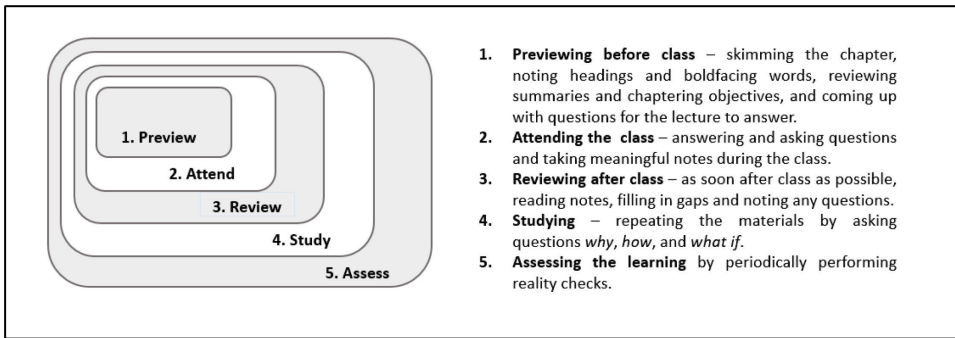 1. Preview
2. Attend
3. Review
4. Study
5. Assess
1. Previewing before class – skimming the chapter,
noting headings and boldfacing words, reviewing
summaries and chaptering objectives, and coming up
with questions for the lecture to answer.
2. Attending the class – answering and asking questions
and taking meaningful notes during the class.
3. Reviewing after class – as soon after class as possible,
reading notes, filling in gaps and noting any questions.
4. Studying – repeating the materials by asking
questions why, how, and what if.
5. Assessing the learning by periodically performing
reality checks.